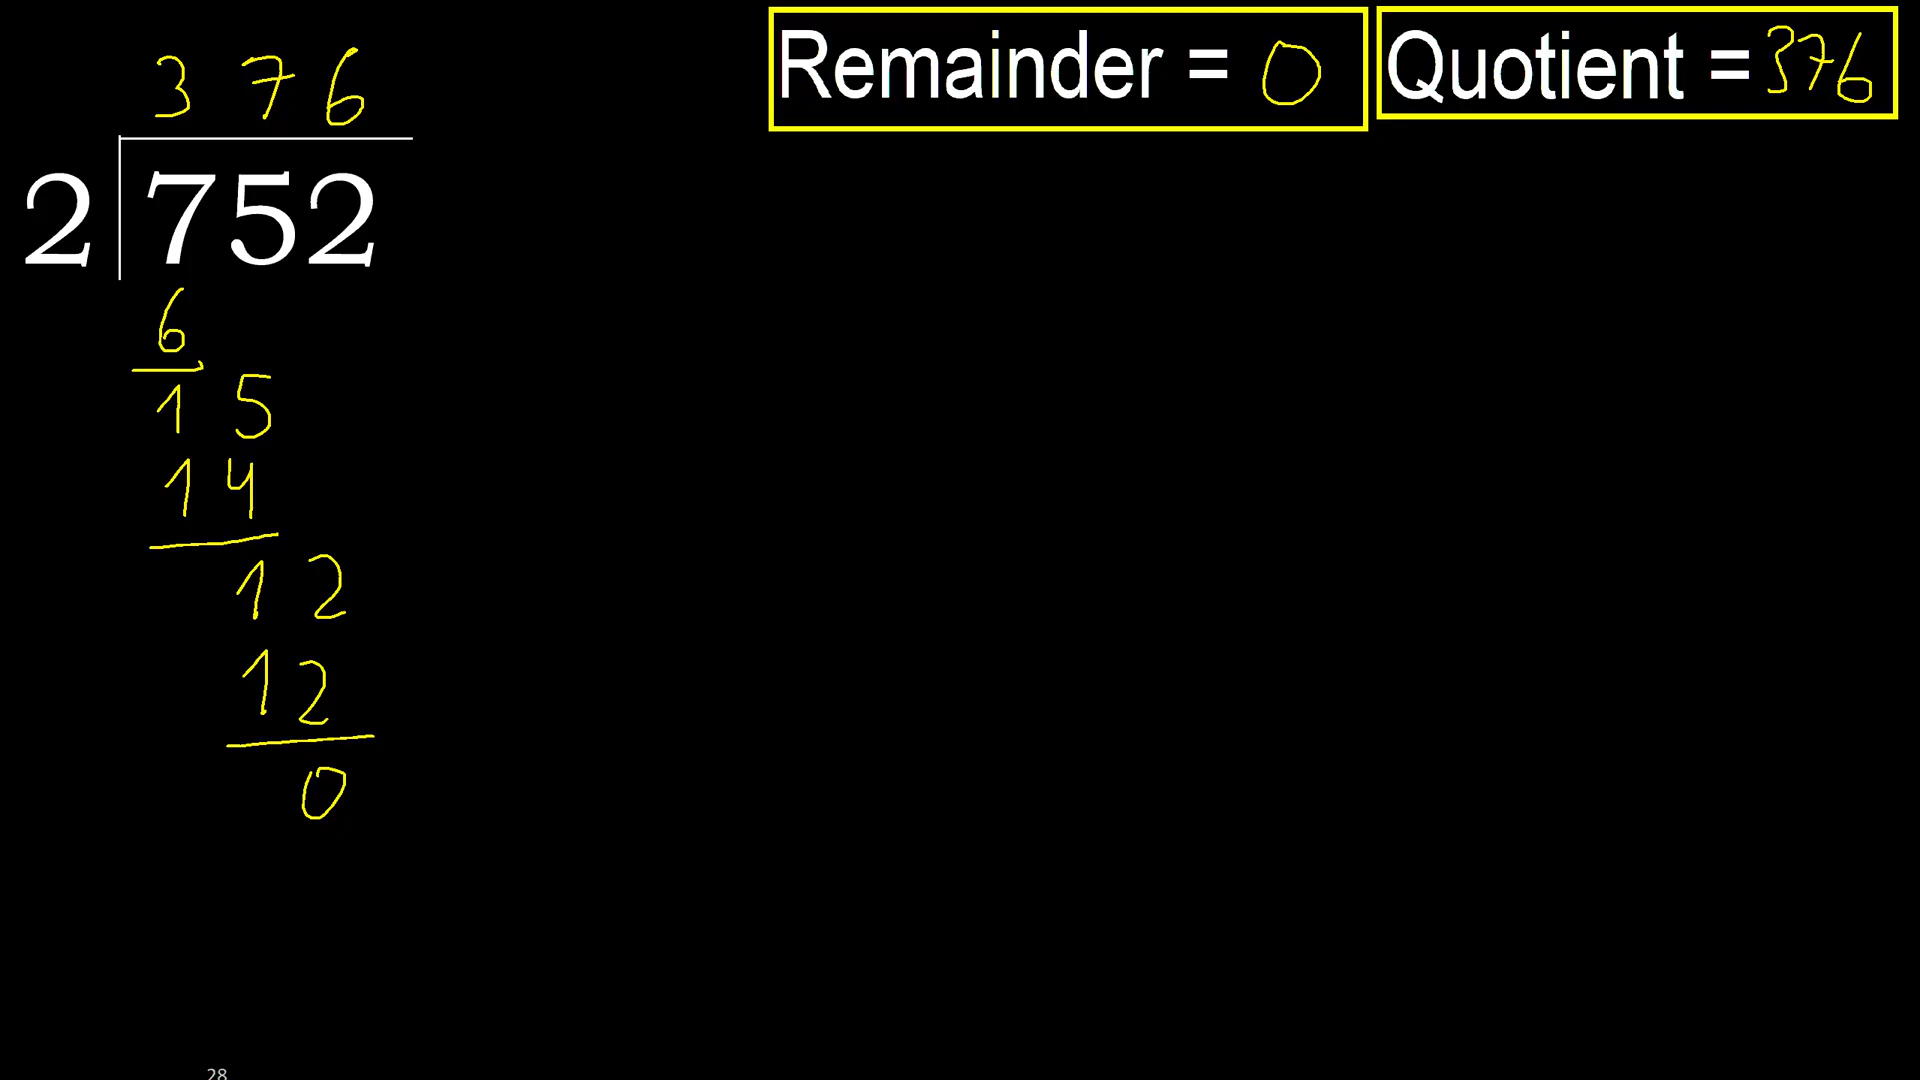 Remainder = 0
Quotient = 376
3 7 6
2 752
6
1 5
1 4
1 2
1 2
0
28